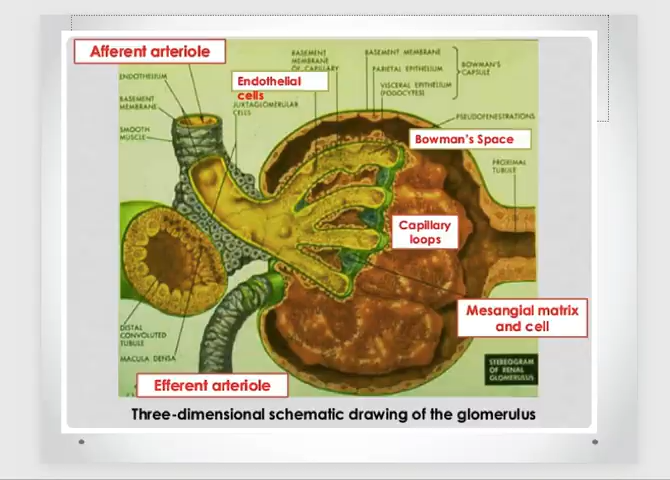 Afferent arteriole
ENDOTHELIUM
BASEMENT
MEMBRANE
SMOOTH
MUSCLE
Endothelial
cells
JUXTAGLOMERULAR
CELLS
BASEMENT
MEMBRANE
OF CAPILLARY
BASEMENT MEMBRANE
PARIETAL EPITHELIUM
VISCERAL EPITHELIUM
(PODOCYTES)
BOWMAN'S
CAPSULE
PSEUDOFENESTRATIONS
Bowman's Space
PROXIMAL
TUBULE
Capillary
loops
Mesangial matrix
and cell
DISTAL
CONVOLUTED
TUBULE
MACULA DENSA
Efferent arteriole
STEREOGRAM
OF RENAL
GLOMERULUS
Three-dimensional schematic drawing of the glomerulus